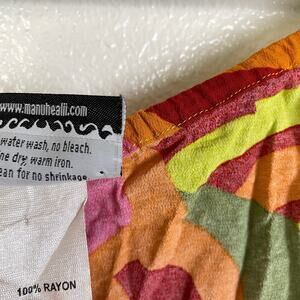 www.manuhealii.com
water wash, no bleach.
ne dry, warm iron.
ean for no shrinkage.
100% RAYON